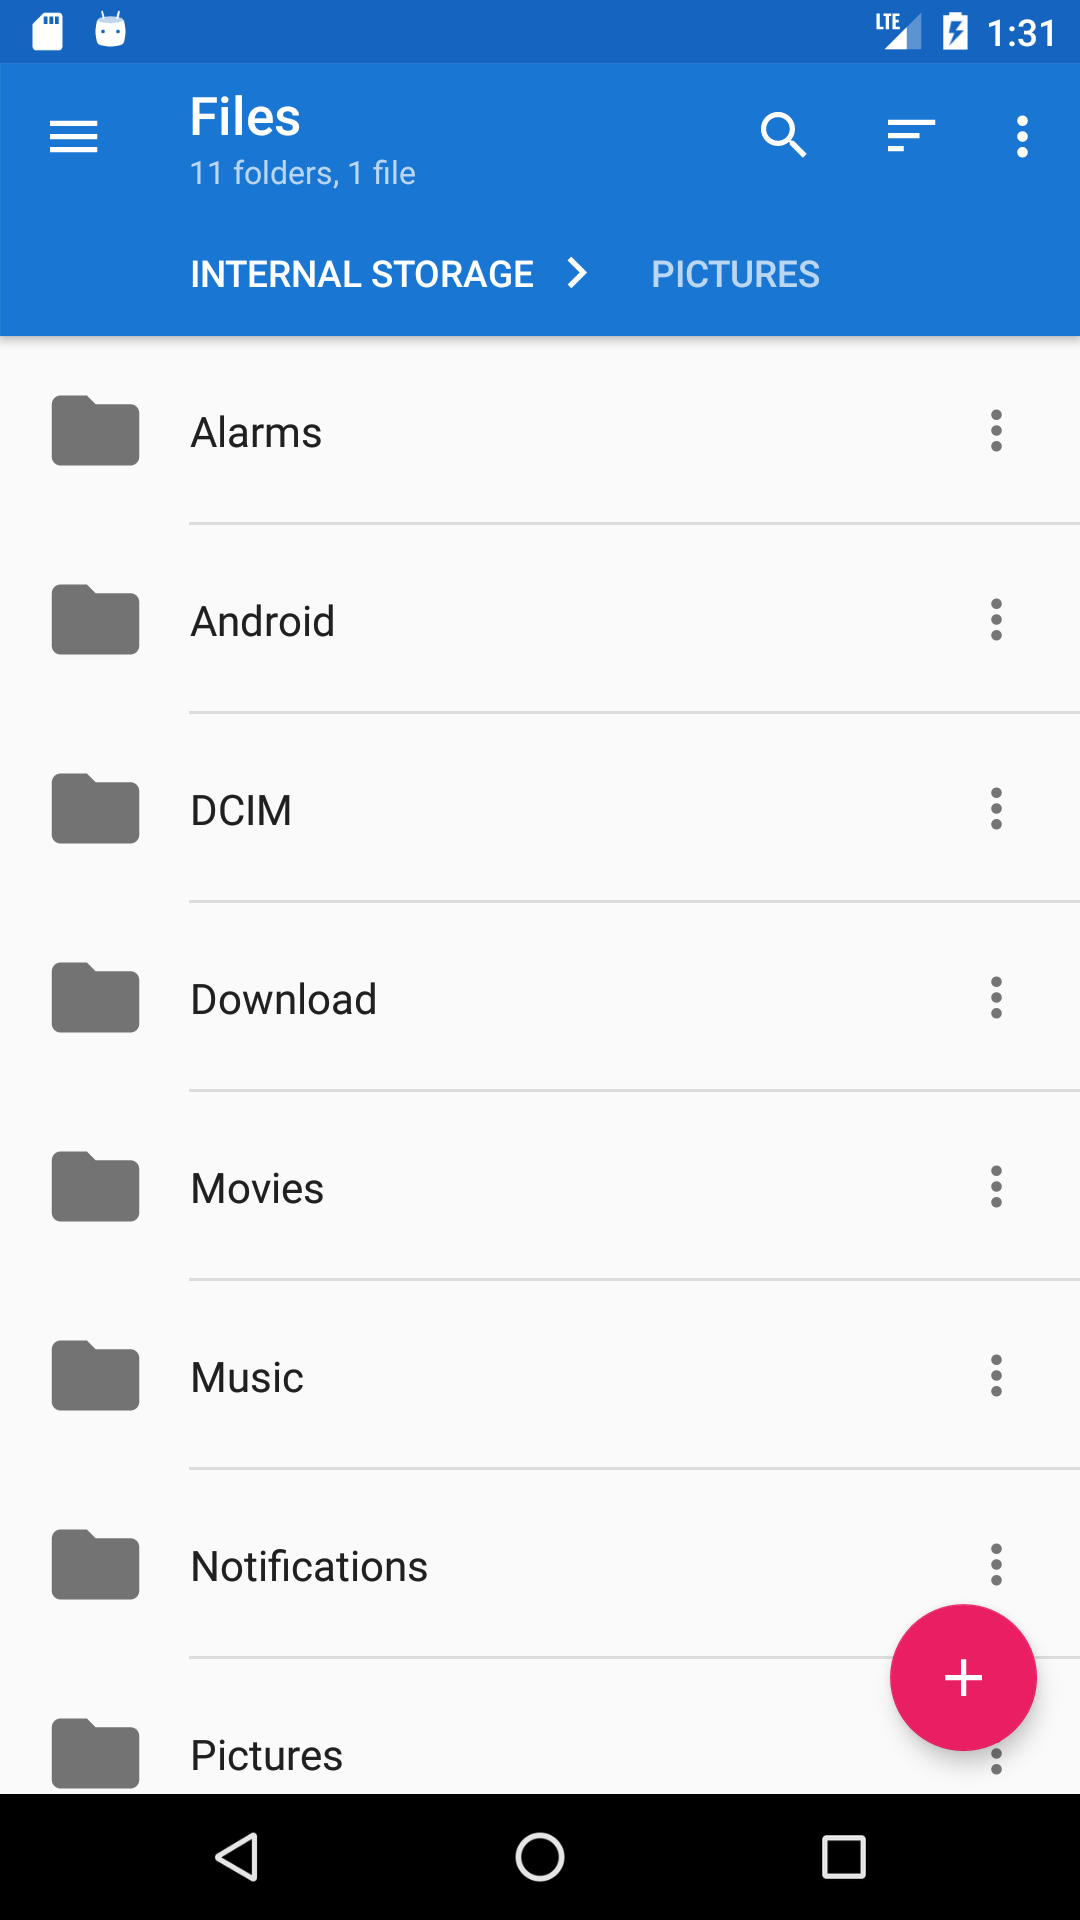 LTE 1:31
Files
11 folders, 1 file
INTERNAL STORAGE PICTURES
Alarms
Android
DCIM
Download
Movies
Music
Notifications
Pictures